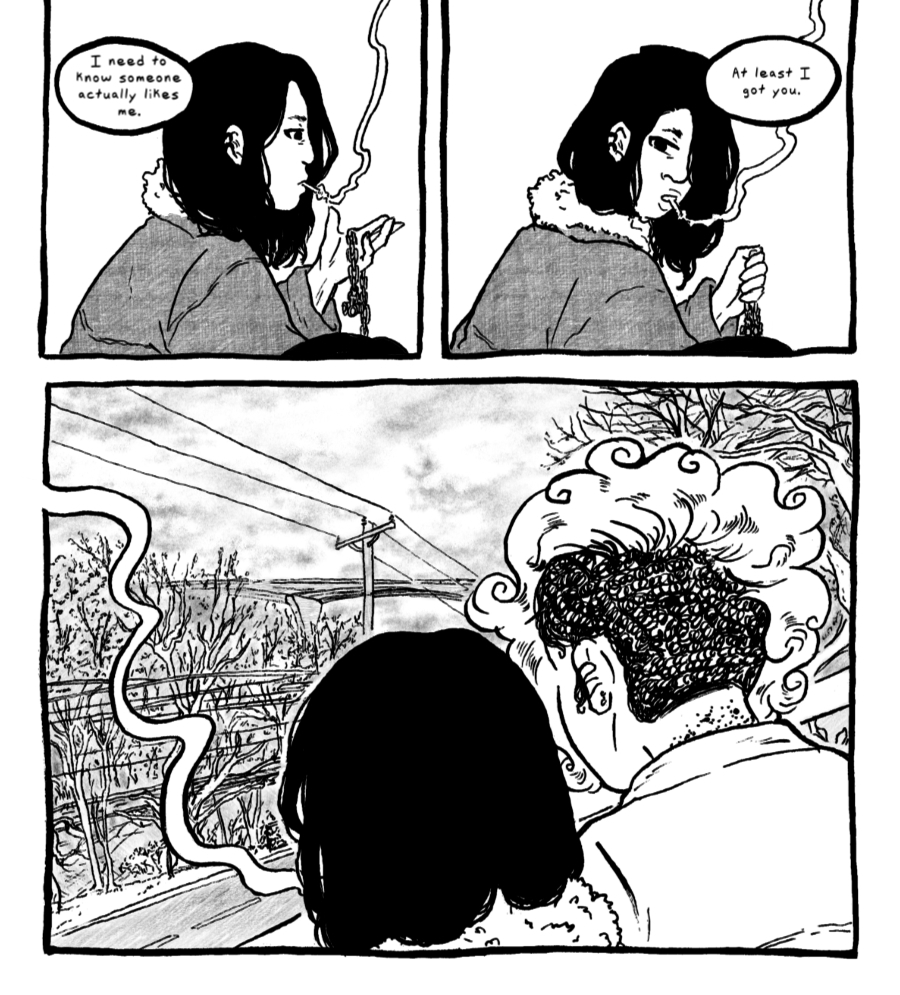 I need to
know someone
actually likes
me.
At least I
got you.